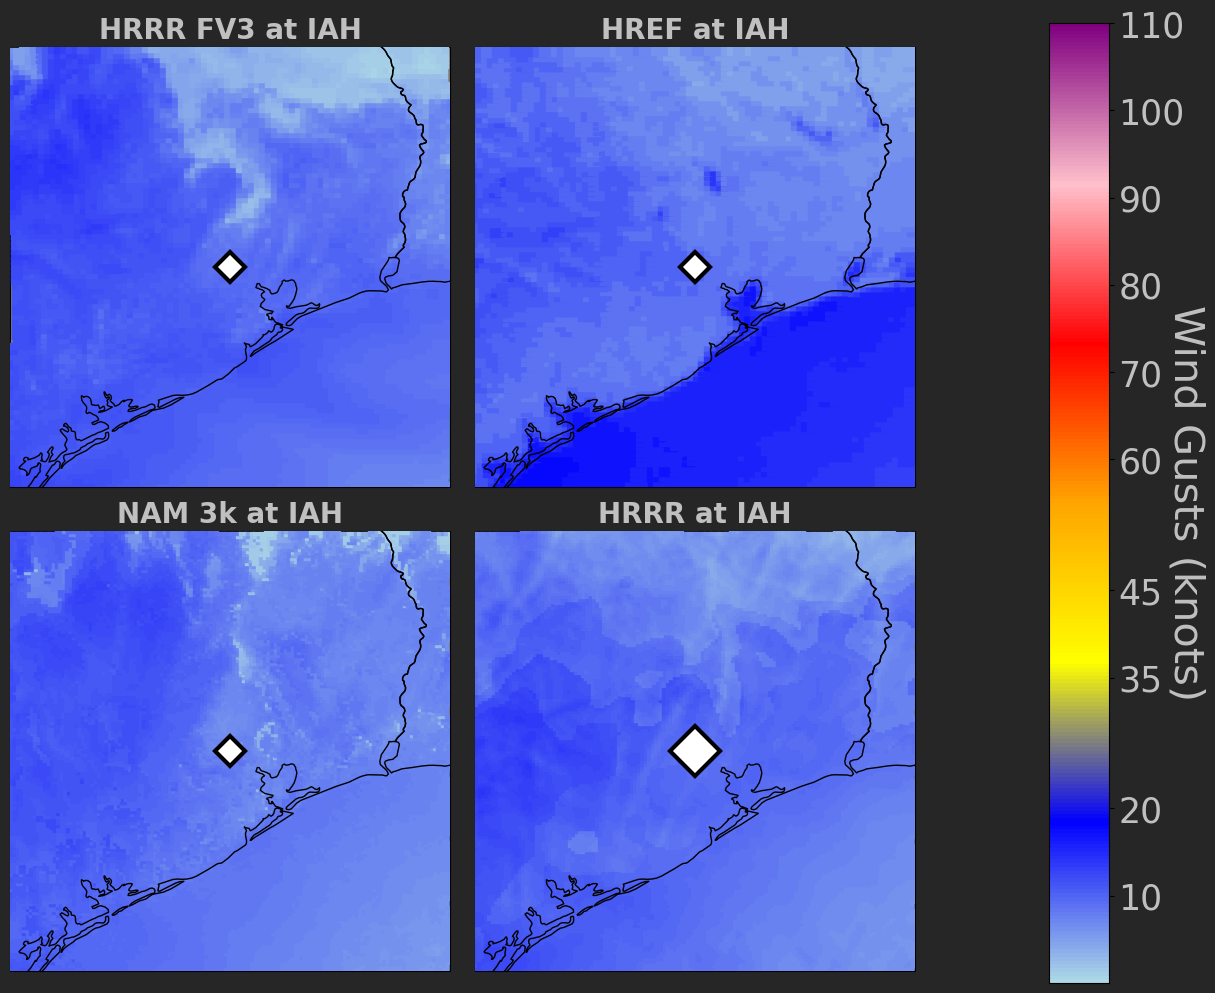 HRRR FV3 at IAH
HREF at IAH
NAM 3k at IAH
HRRR at IAH
110
100
90
80
70
60
45
35
20
10
Wind Gusts (knots)